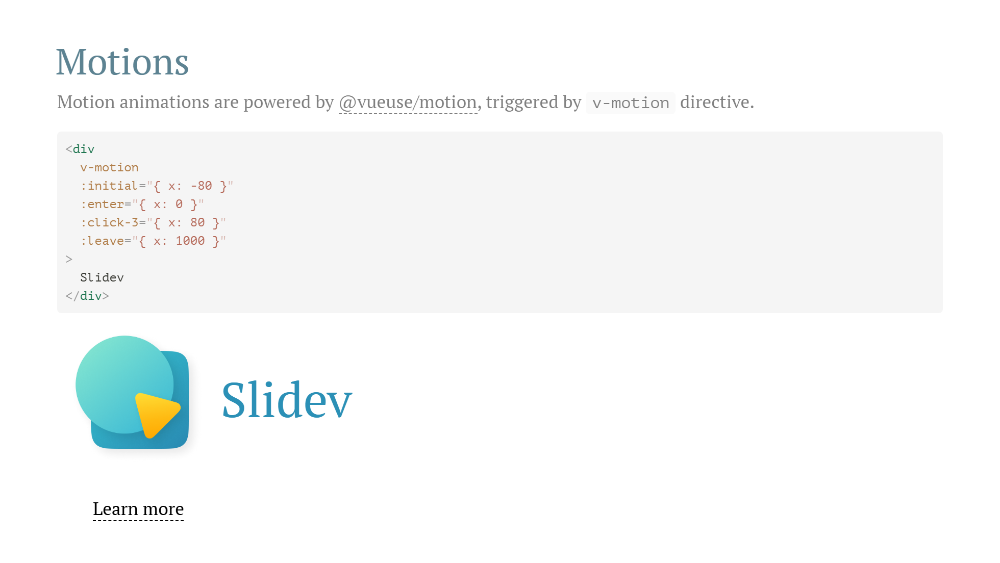 Motions
Motion animations are powered by @vueuse/motion, triggered by v-motion directive.
<div
  v-motion
  :initial="{ x: -80 }"
  :enter="{ x: 0 }"
  :click-3="{ x: 80 }"
  :leave="{ x: 1000 }"
>
  Slidev
</div>
Slidev
Learn more